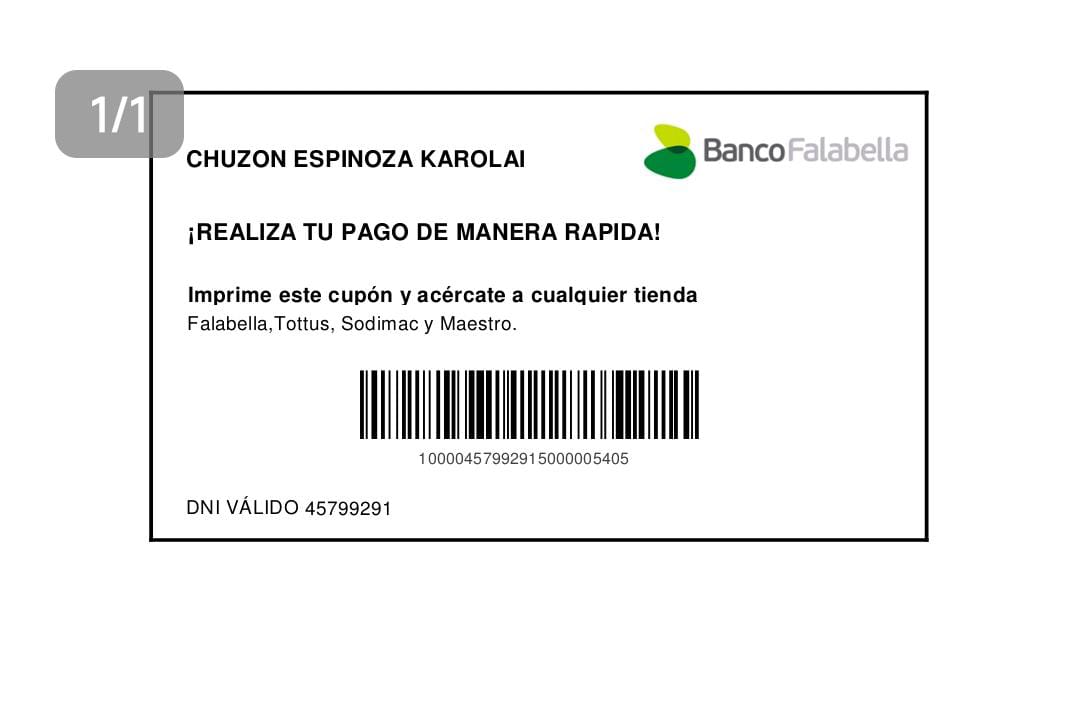 1/1
CHUZON ESPINOZA KAROLAI
BancoFalabella
¡REALIZA TU PAGO DE MANERA RAPIDA!
Imprime este cupón y acércate a cualquier tienda
Falabella,Tottus, Sodimac y Maestro.
10000457992915000005405
DNI VÁLIDO 45799291